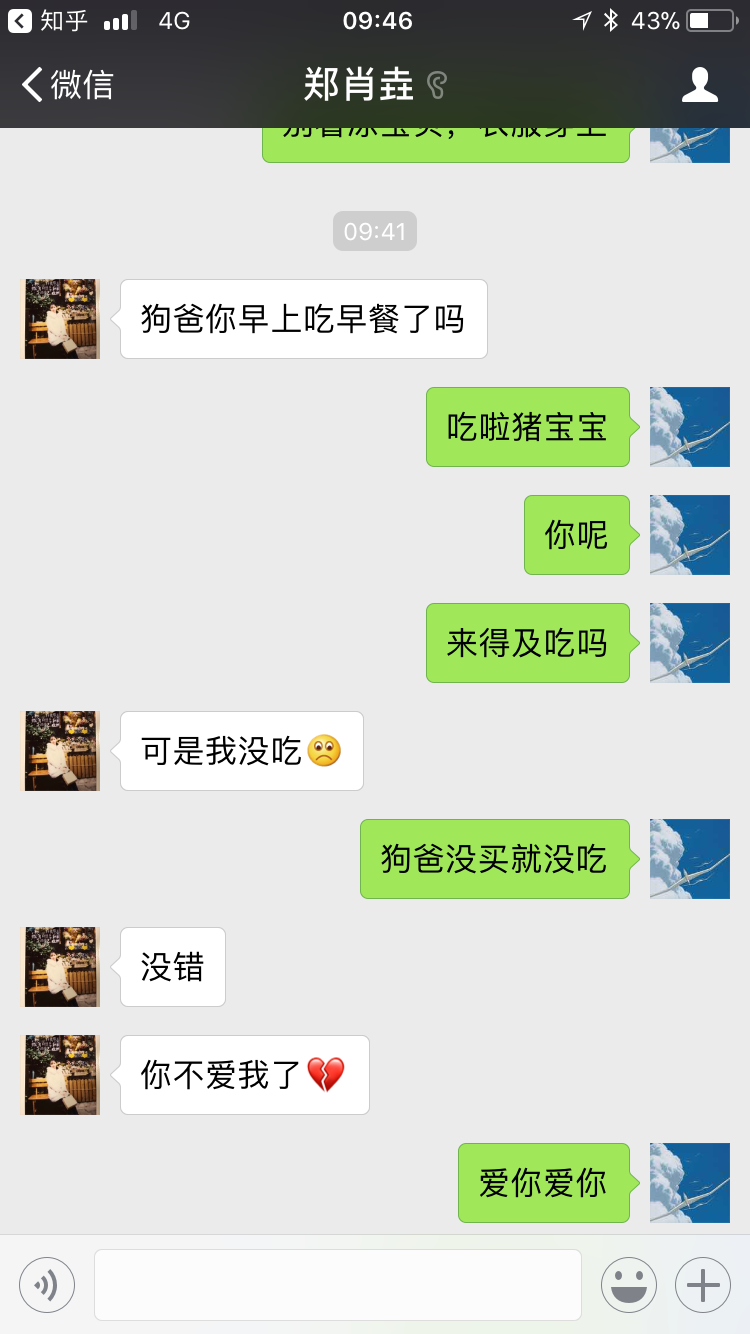 知乎 4G 09:46 43%
微信 郑肖垚
09:41
狗爸你早上吃早餐了吗
吃啦猪宝宝
你呢
来得及吃吗
可是我没吃
狗爸没买就没吃
没错
你不爱我了
爱你爱你